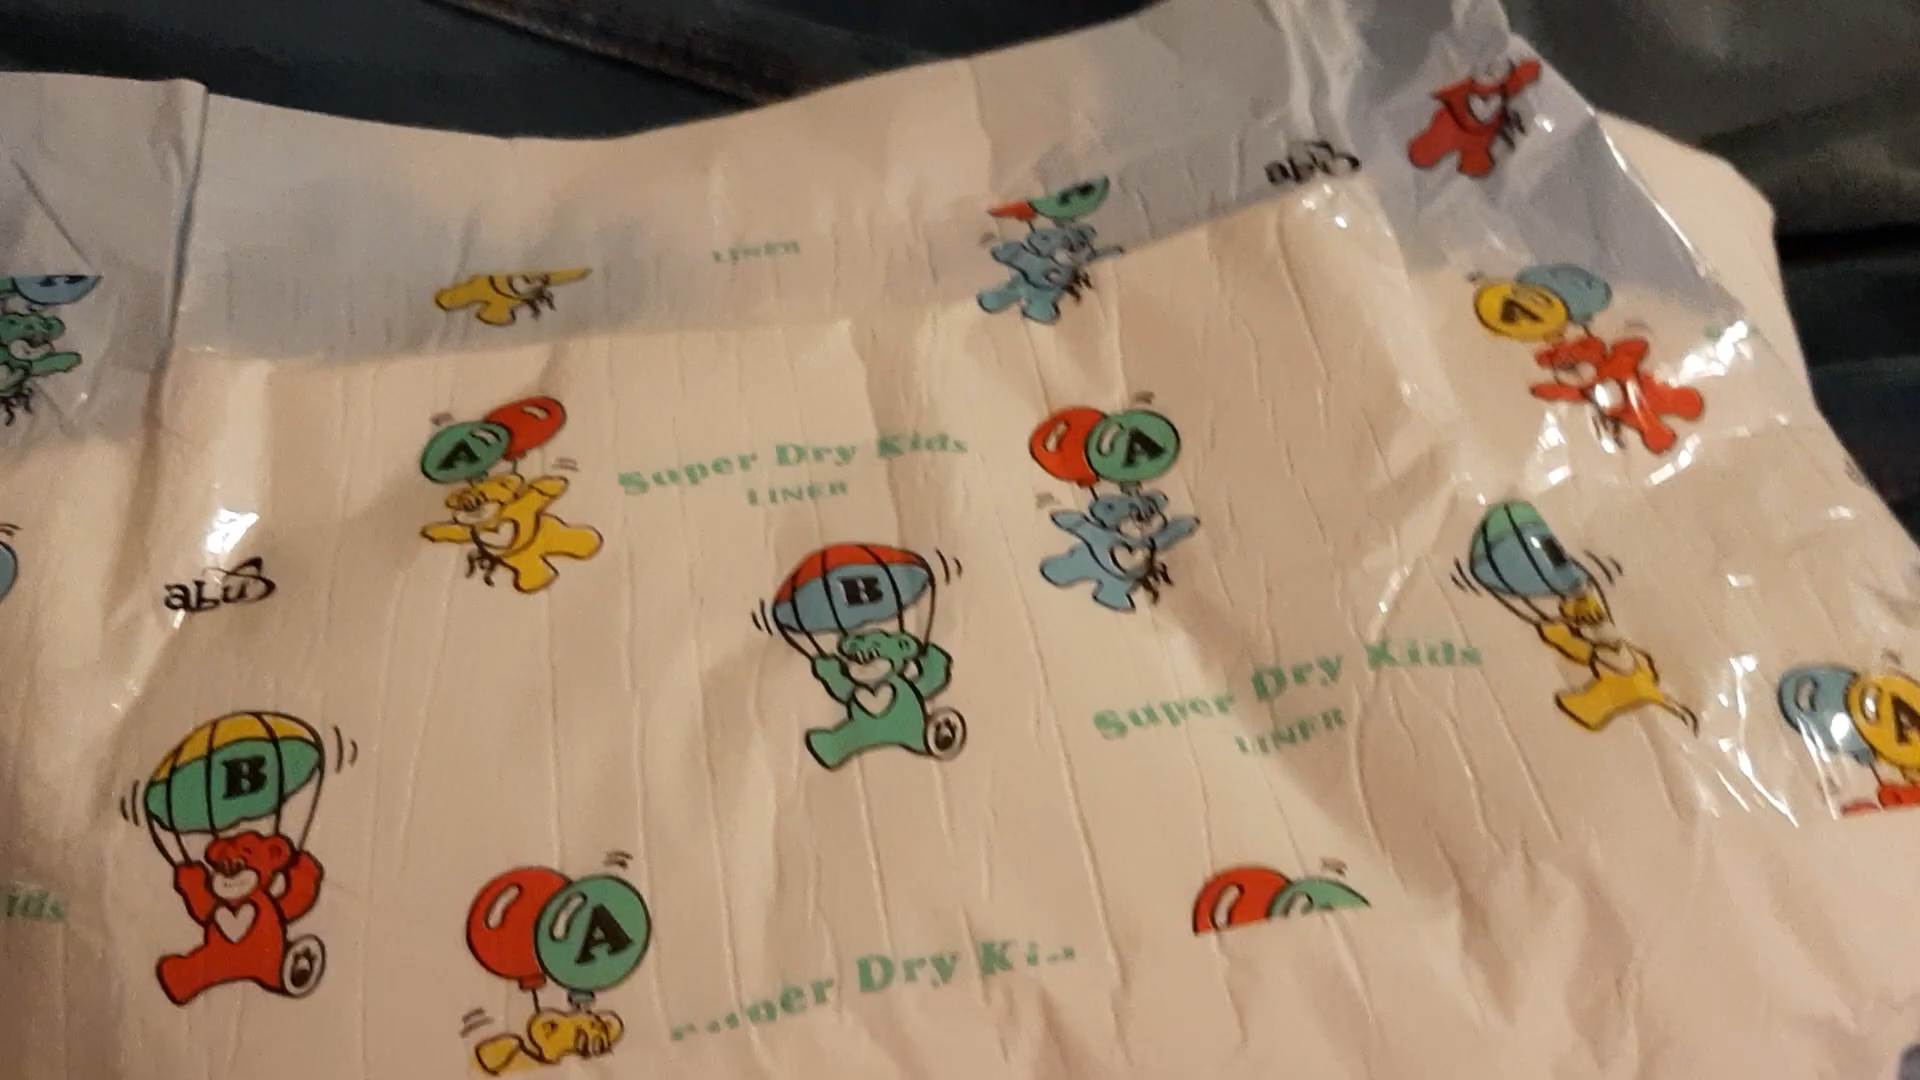 abu
LINER
A
A
A
Super Dry Kids
LINER
abu
B
B
Super Dry Kids
LINER
A
A
Dry